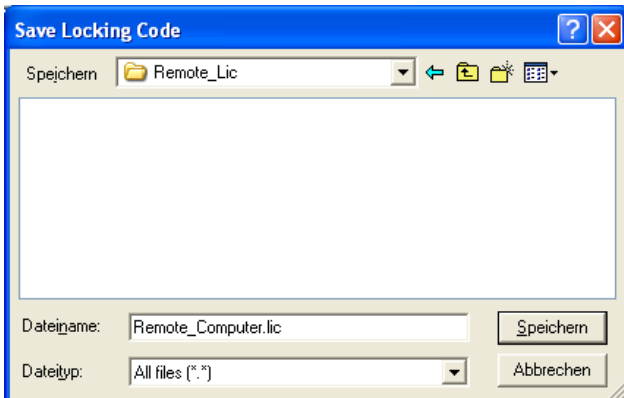 Save Locking Code
Speichern Remote_Lic
Dateiname: Remote_Computer.lic Speichern
Dateityp: All files (*.*) Abbrechen